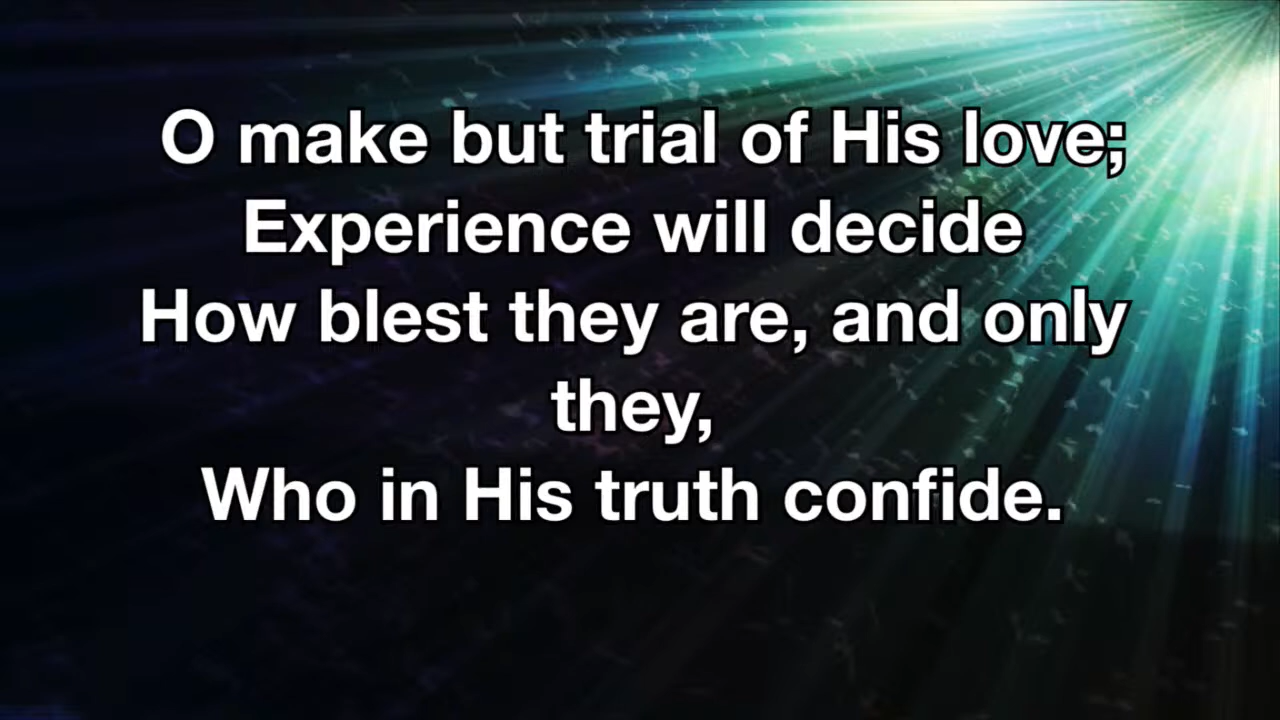 O make but trial of His love;
Experience will decide
How blest they are, and only
they,
Who in His truth confide.